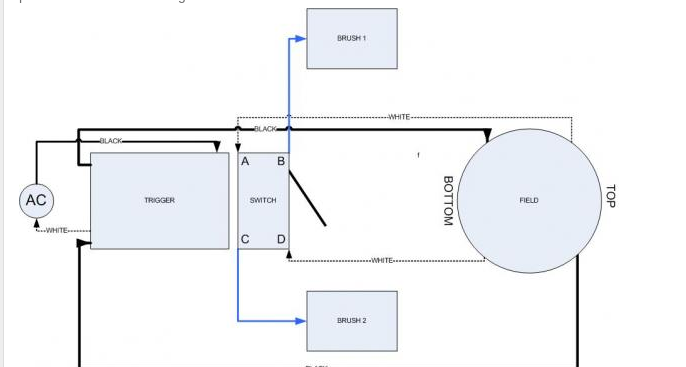 BRUSH 1
WHITE
BLACK
BLACK
A B
f
TRIGGER
SWITCH
AC
BOTTOM
FIELD
TOP
WHITE
C D
WHITE
BRUSH 2